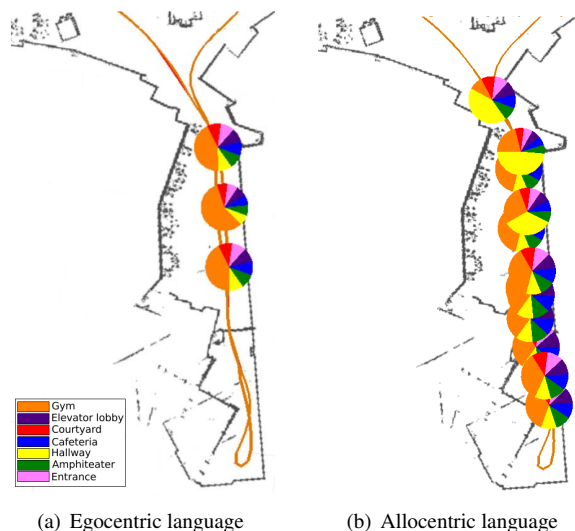 Gym
Elevator lobby
Courtyard
Cafeteria
Hallway
Amphiteater
Entrance
(a) Egocentric language
(b) Allocentric language